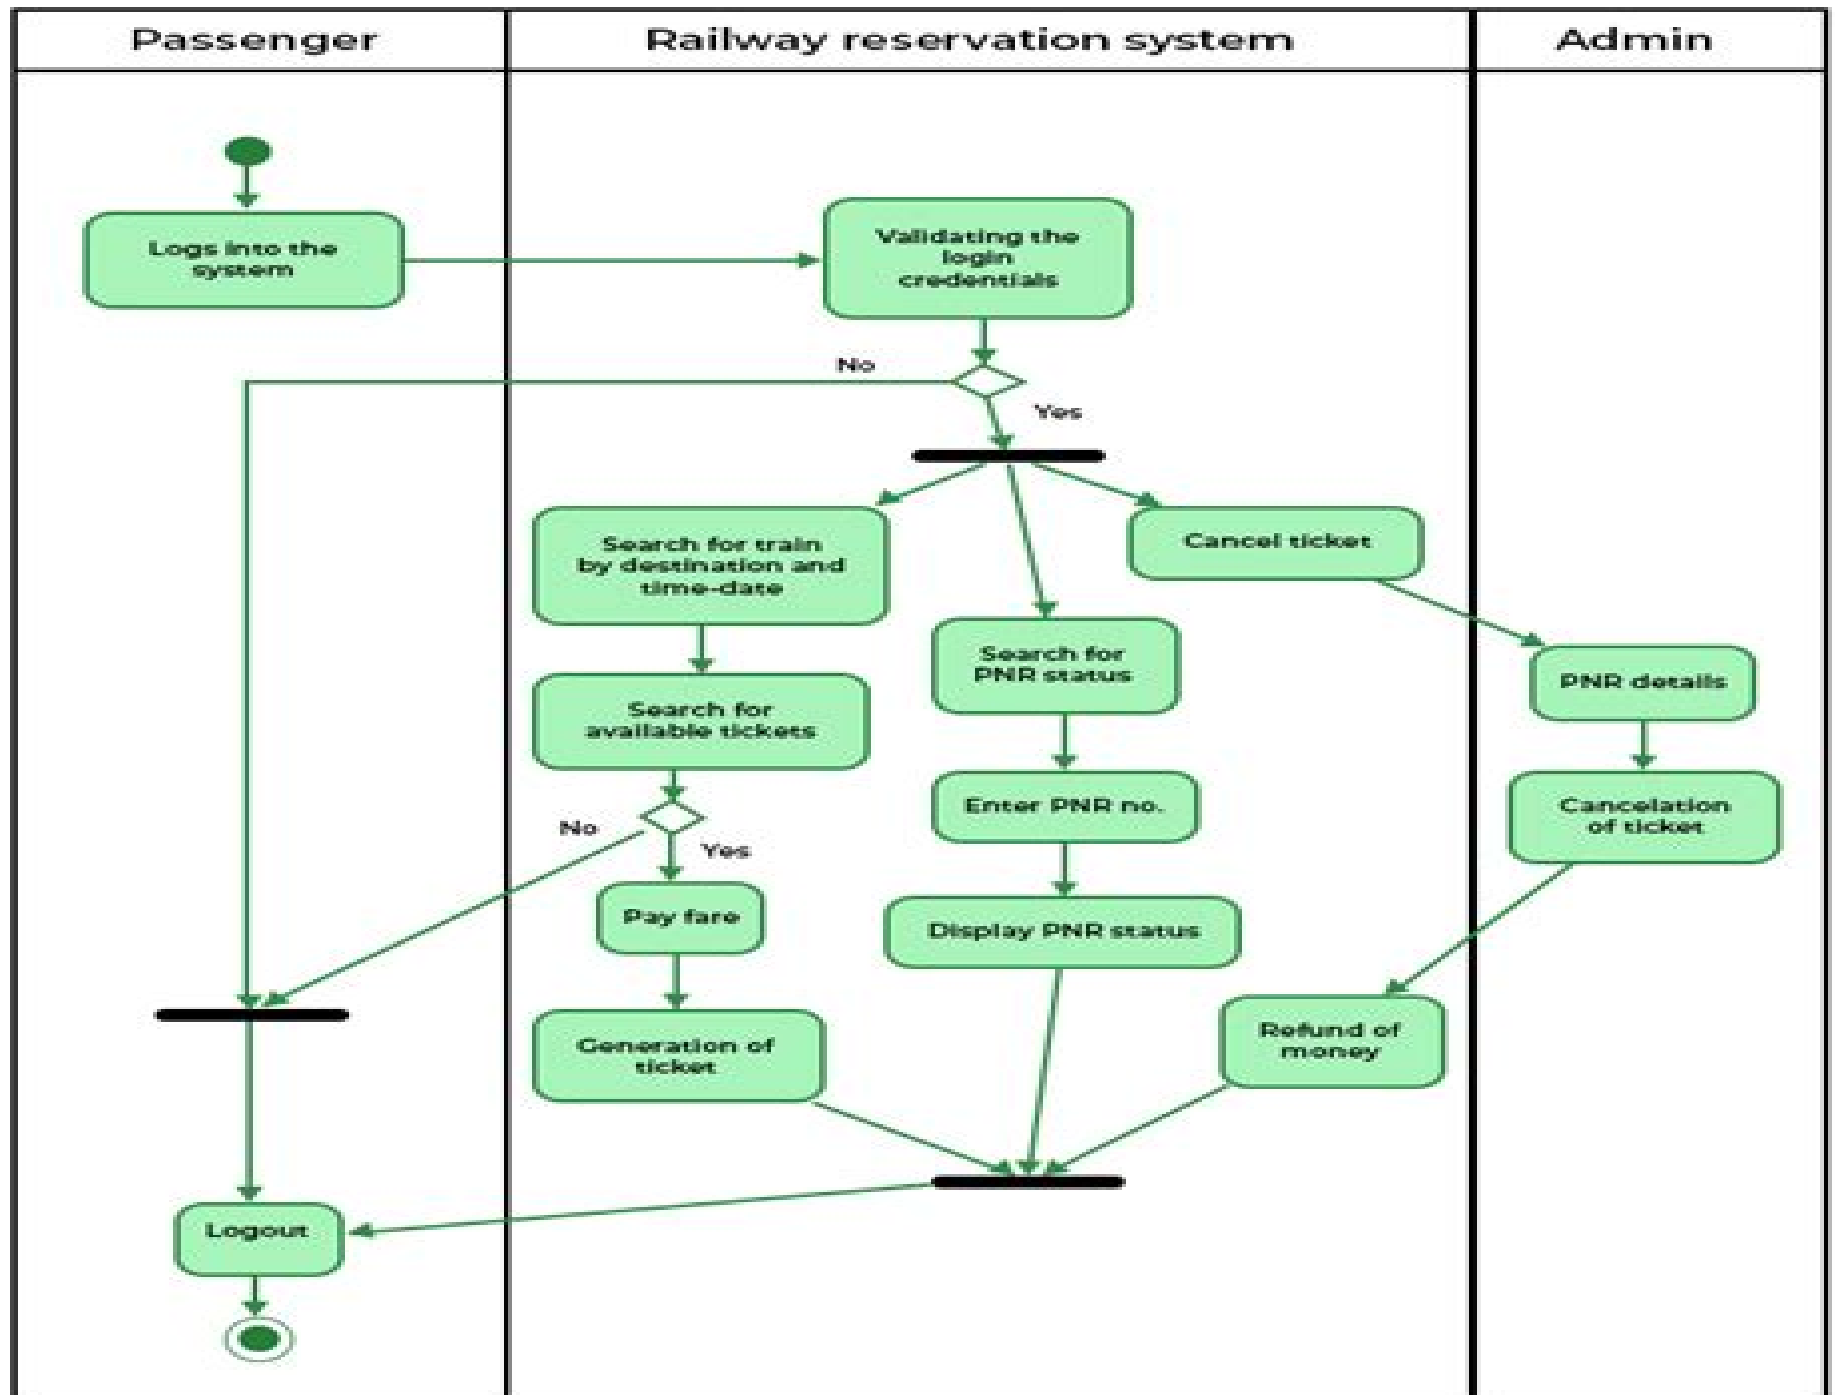 Passenger
Railway reservation system
Admin
Logs into the
system
Validating the
login
credentials
No
Yes
Search for train
by destination and
time-date
Cancel ticket
Search for
PNR status
PNR details
Search for
available tickets
Enter PNR no.
Cancelation
of ticket
No
Yes
Pay fare
Display PNR status
Generation of
ticket
Refund of
money
Logout